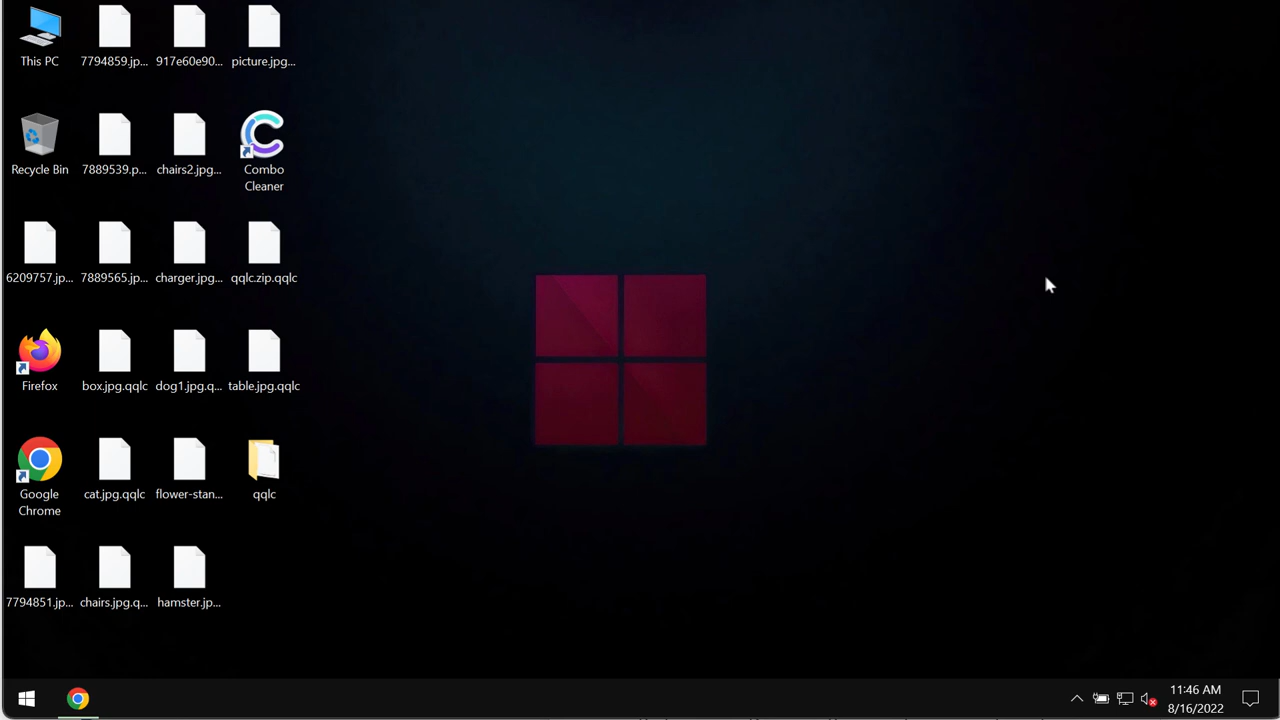 This PC
7794859.jp...
917e60e90...
picture.jpg...
Recycle Bin
7889539.p...
chairs2.jpg...
Combo
Cleaner
6209757.jp...
7889565.jp...
charger.jpg...
qqlc.zip.qqlc
Firefox
box.jpg.qqlc
dog1.jpg.q...
table.jpg.qqlc
Google
Chrome
cat.jpg.qqlc
flower-stan...
qqlc
7794851.jp...
chairs.jpg.q...
hamster.jp...
11:46 AM
8/16/2022